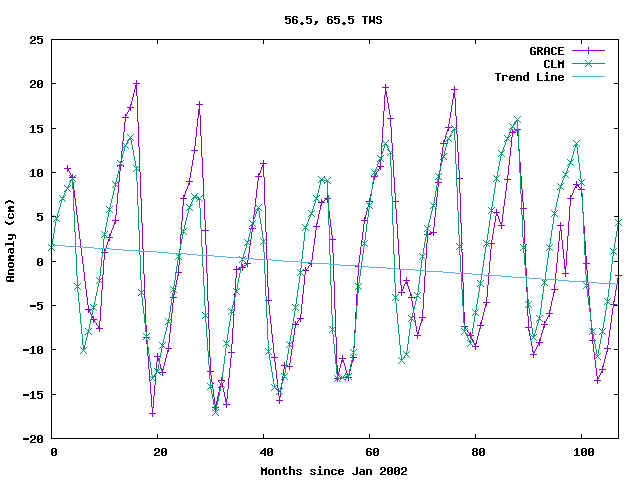 56.5, 65.5 TWS
GRACE
CLM
Trend Line
25
20
15
10
5
0
-5
-10
-15
-20
Anomaly (cm)
0 20 40 60 80 100
Months since Jan 2002